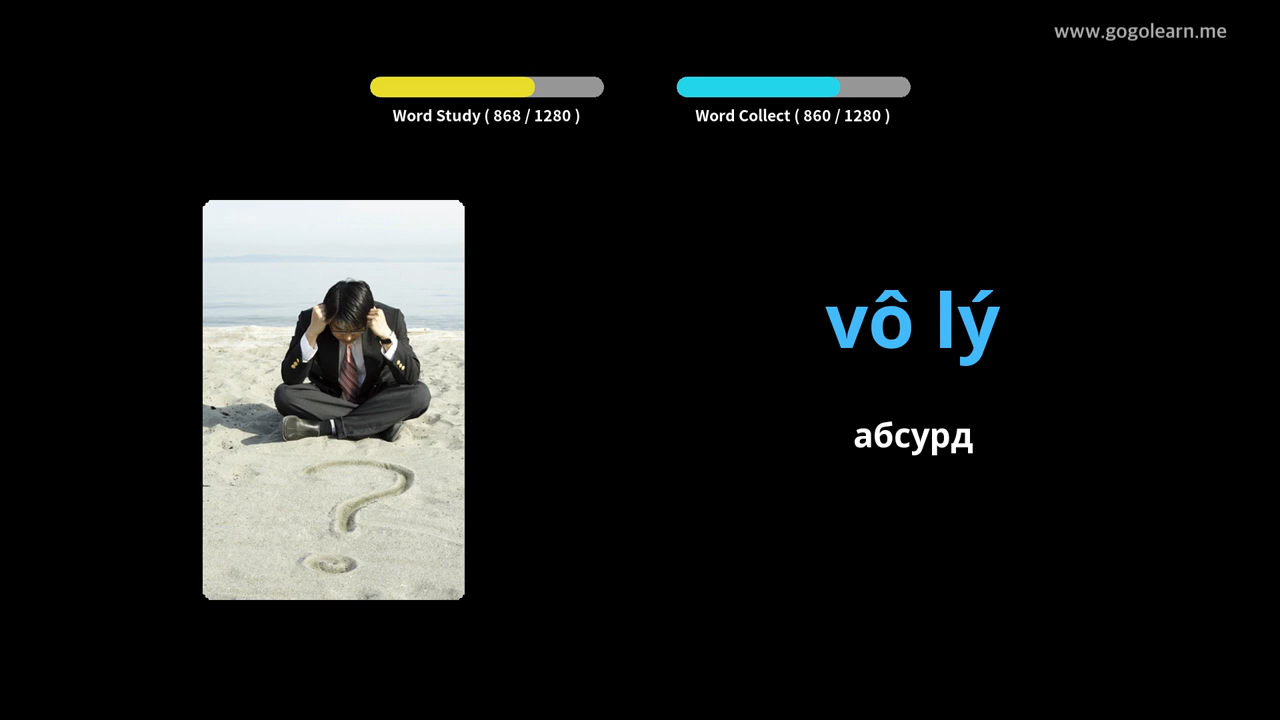 www.gogolearn.me
Word Study ( 868 / 1280 )
Word Collect ( 860 / 1280 )
vô lý
абсурд
?